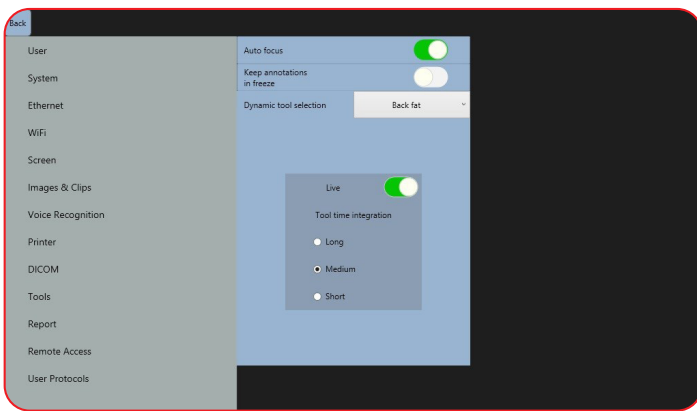 Back
User
System
Ethernet
WiFi
Screen
Images & Clips
Voice Recognition
Printer
DICOM
Tools
Report
Remote Access
User Protocols
Auto focus
Keep annotations
in freeze
Dynamic tool selection
Back fat
Live
Tool time integration
Long
Medium
Short